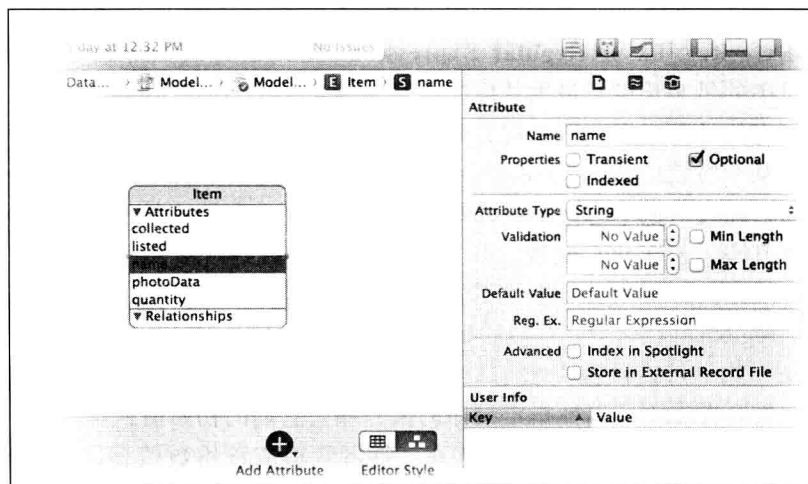 day at 12.32 PM
No Issues
Data... › Model... › Model... › E Item › S name
Item
▼ Attributes
collected
listed
name
photoData
quantity
▼ Relationships
Add Attribute
Editor Style
Attribute
Name name
Properties Transient Optional
Indexed
Attribute Type String
Validation No Value Min Length
No Value Max Length
Default Value Default Value
Reg. Ex. Regular Expression
Advanced Index in Spotlight
Store in External Record File
User Info
Key Value